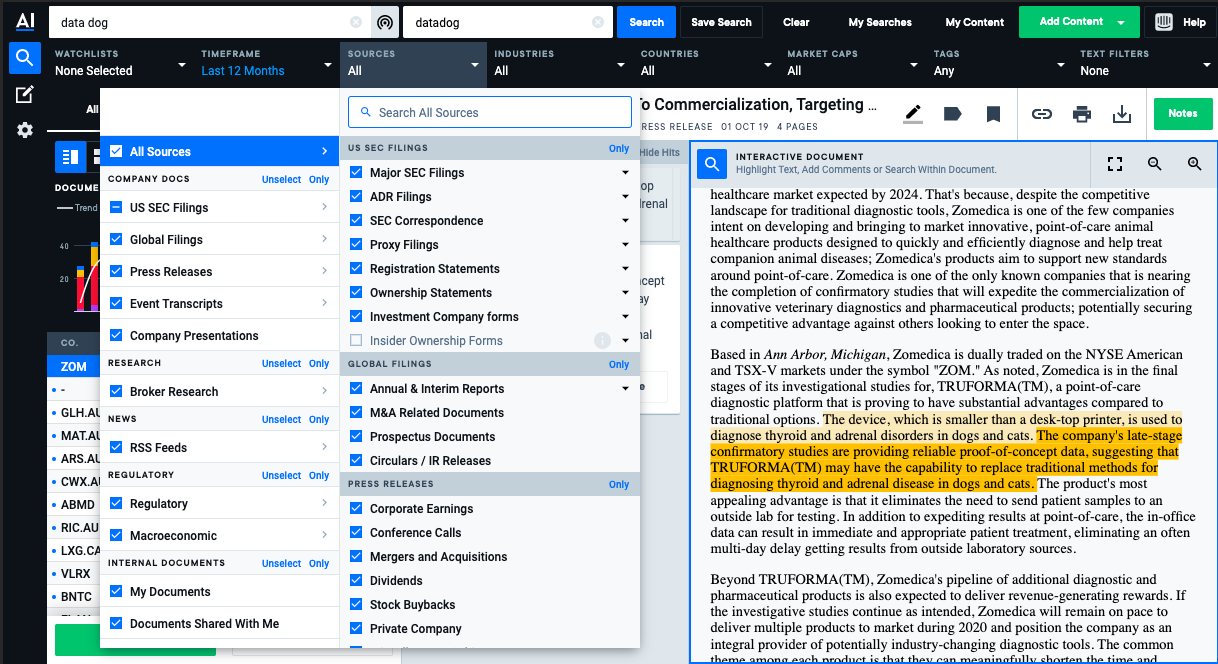 AI
data dog
datadog
Search
Save Search
Clear
My Searches
My Content
Add Content
Help
WATCHLISTS
None Selected
TIMEFRAME
Last 12 Months
SOURCES
All
INDUSTRIES
All
COUNTRIES
All
MARKET CAPS
All
TAGS
Any
TEXT FILTERS
None
All
DOCUME
Trend
40
20
CO.
ZOM
-
GLH.AU
MAT.AU
ARS.AU
CWX.AU
ABMD
RIC.AU
LXG.CA
VLRX
BNTC
All Sources
COMPANY DOCS
Unselect Only
US SEC Filings
Global Filings
Press Releases
Event Transcripts
Company Presentations
RESEARCH
Unselect Only
Broker Research
NEWS
Unselect Only
RSS Feeds
REGULATORY
Unselect Only
Regulatory
Macroeconomic
INTERNAL DOCUMENTS
Unselect Only
My Documents
Documents Shared With Me
Search All Sources
US SEC FILINGS
Only
Major SEC Filings
ADR Filings
SEC Correspondence
Proxy Filings
Registration Statements
Ownership Statements
Investment Company forms
Insider Ownership Forms
GLOBAL FILINGS
Only
Annual & Interim Reports
M&A Related Documents
Prospectus Documents
Circulars / IR Releases
PRESS RELEASES
Only
Corporate Earnings
Conference Calls
Mergers and Acquisitions
Dividends
Stock Buybacks
Private Company
Hide Hits
op
renal
cept
ay
nal
e
To Commercialization, Targeting ...
RESS RELEASE 01 OCT 19 4 PAGES
Notes
INTERACTIVE DOCUMENT
Highlight Text, Add Comments or Search Within Document.
healthcare market expected by 2024. That's because, despite the competitive
landscape for traditional diagnostic tools, Zomedica is one of the few companies
intent on developing and bringing to market innovative, point-of-care animal
healthcare products designed to quickly and efficiently diagnose and help treat
companion animal diseases; Zomedica's products aim to support new standards
around point-of-care. Zomedica is one of the only known companies that is nearing
the completion of confirmatory studies that will expedite the commercialization of
innovative veterinary diagnostics and pharmaceutical products; potentially securing
a competitive advantage against others looking to enter the space.
Based in Ann Arbor, Michigan, Zomedica is dually traded on the NYSE American
and TSX-V markets under the symbol "ZOM." As noted, Zomedica is in the final
stages of its investigational studies for, TRUFORMA(TM), a point-of-care
diagnostic platform that is proving to have substantial advantages compared to
traditional options. The device, which is smaller than a desk-top printer, is used to
diagnose thyroid and adrenal disorders in dogs and cats. The company's late-stage
confirmatory studies are providing reliable proof-of-concept data, suggesting that
TRUFORMA(TM) may have the capability to replace traditional methods for
diagnosing thyroid and adrenal disease in dogs and cats. The product's most
appealing advantage is that it eliminates the need to send patient samples to an
outside lab for testing. In addition to expediting results at point-of-care, the in-office
data can result in immediate and appropriate patient treatment, eliminating an often
multi-day delay getting results from outside laboratory sources.
Beyond TRUFORMA(TM), Zomedica's pipeline of additional diagnostic and
pharmaceutical products is also expected to deliver revenue-generating rewards. If
the investigative studies continue as intended, Zomedica will remain on pace to
deliver multiple products to market during 2020 and position the company as an
integral provider of potentially industry-changing diagnostic tools. The common
theme among each product is that they can meaningfully shorten the time and